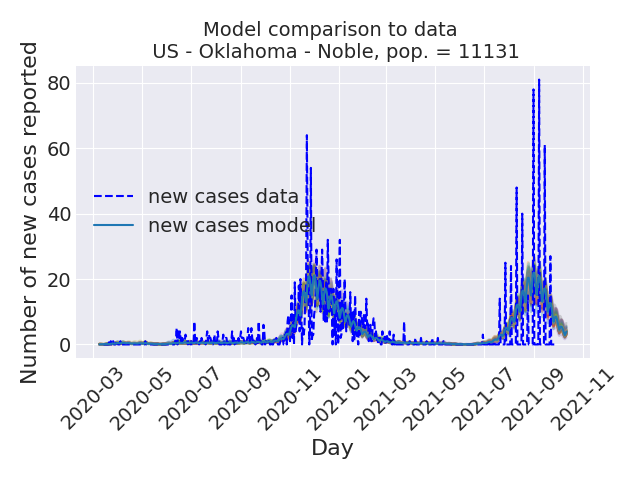 Model comparison to data
US - Oklahoma - Noble, pop. = 11131
Number of new cases reported
80
60
40
20
0
new cases data
new cases model
2020-03
2020-05
2020-07
2020-09
2020-11
2021-01
2021-03
2021-05
2021-07
2021-09
2021-11
Day